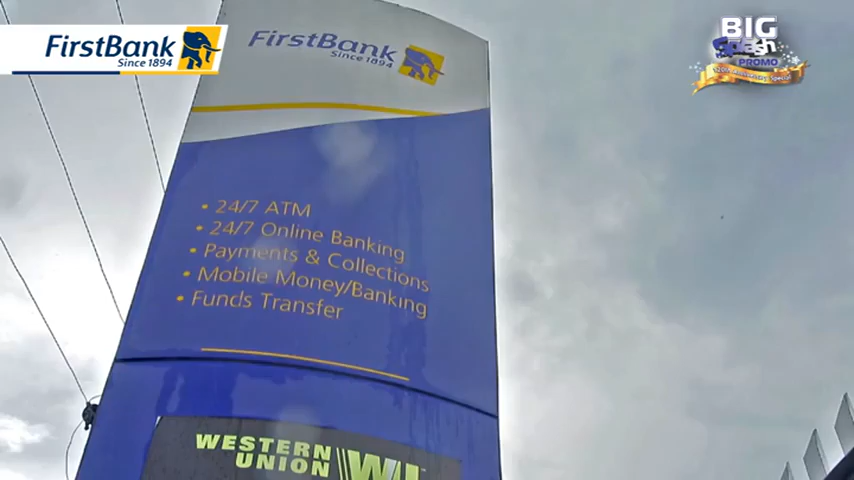 FirstBank
Since 1894
BIG
Splash
PROMO
FirstBank
Since 1894
• 24/7 ATM
• 24/7 Online Banking
• Payments & Collections
• Mobile Money/Banking
• Funds Transfer
WESTERN
UNION WU